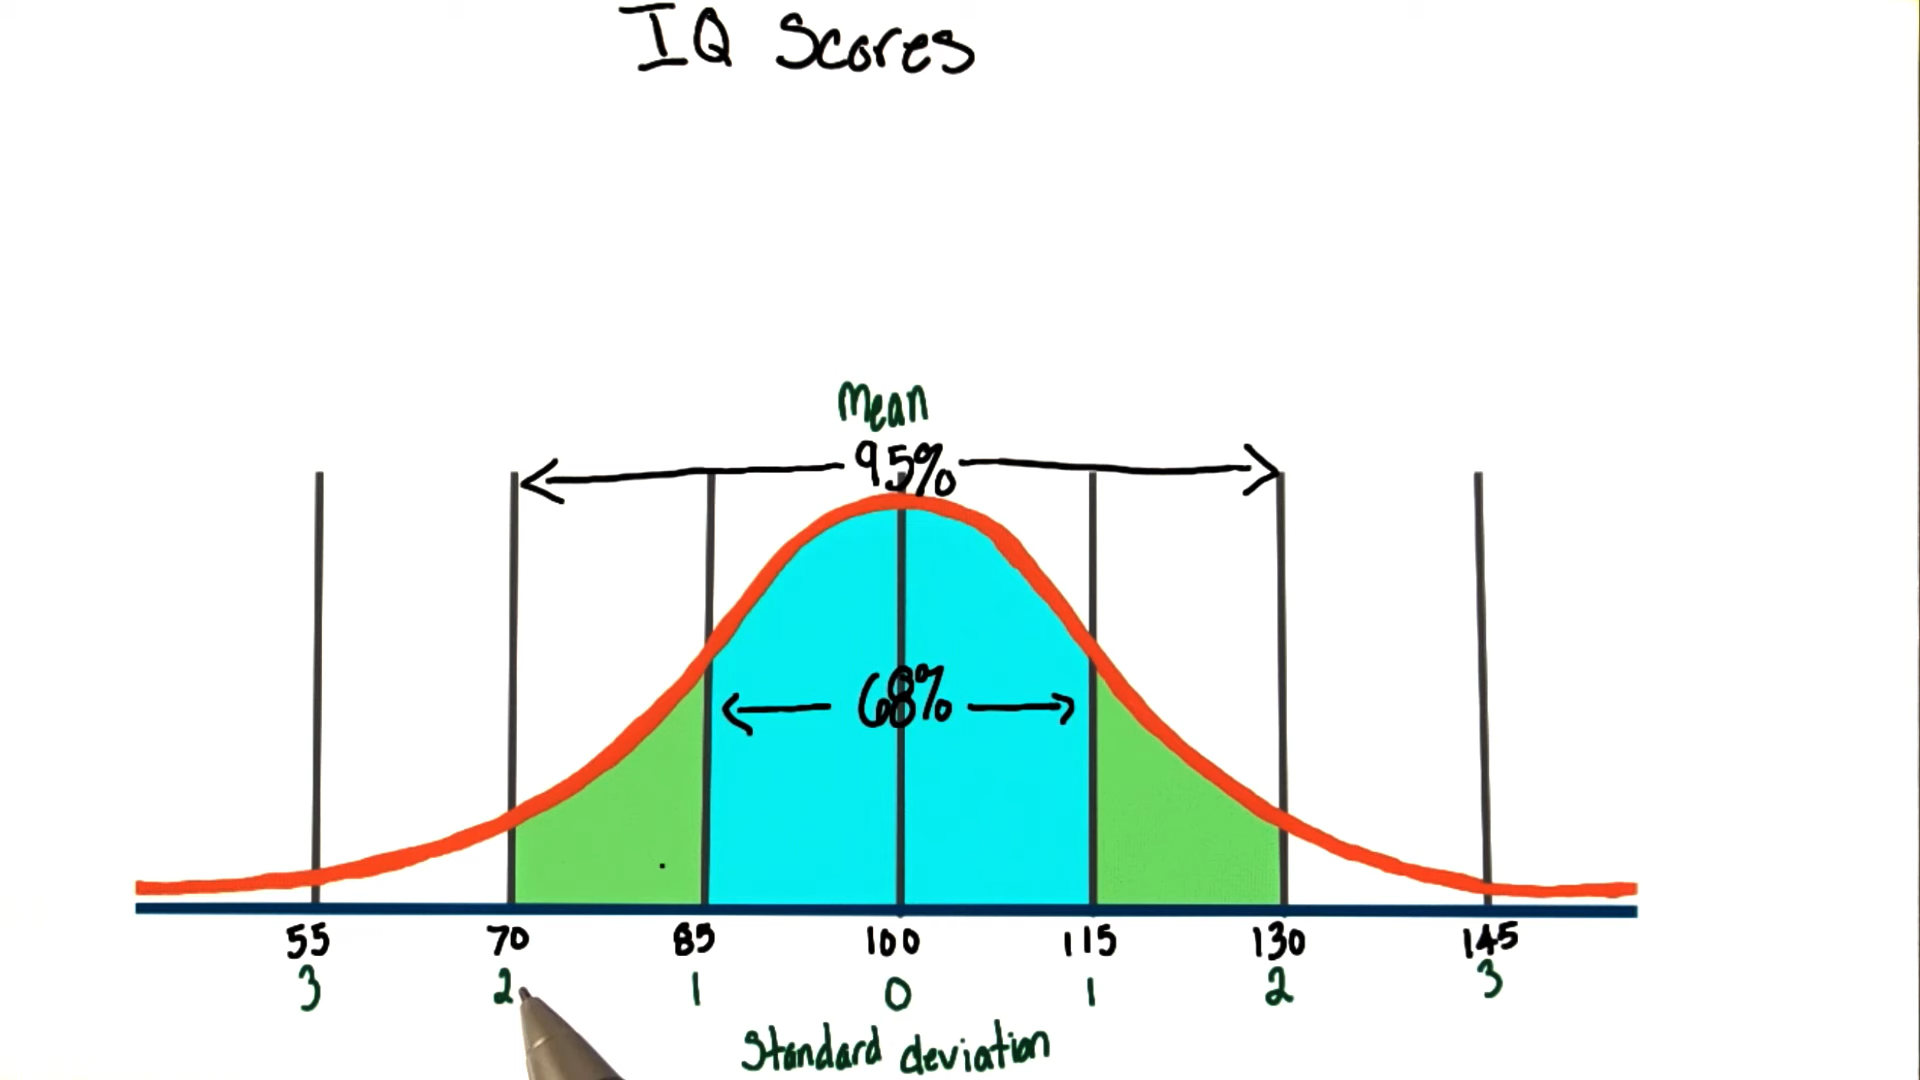 IQ Scores
Mean
95%
68%
55 70 85 100 115 130 145
3 2 1 0 1 2 3
Standard deviation